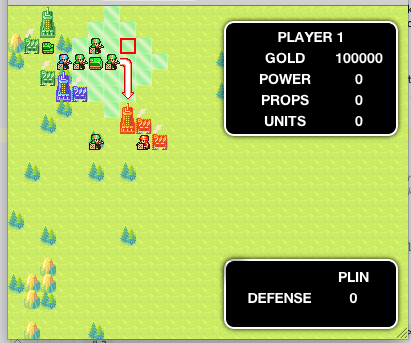 PLAYER 1
GOLD 100000
POWER 0
PROPS 0
UNITS 0
PLIN
DEFENSE 0